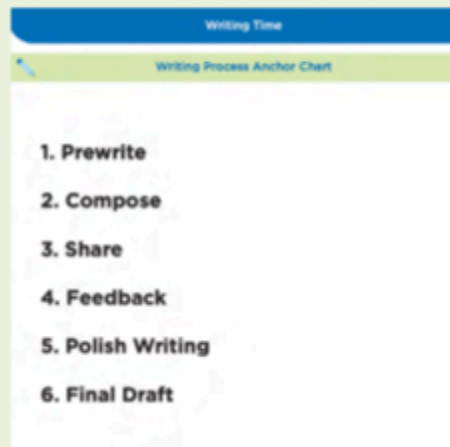 Writing Time
Writing Process Anchor Chart
1. Prewrite
2. Compose
3. Share
4. Feedback
5. Polish Writing
6. Final Draft